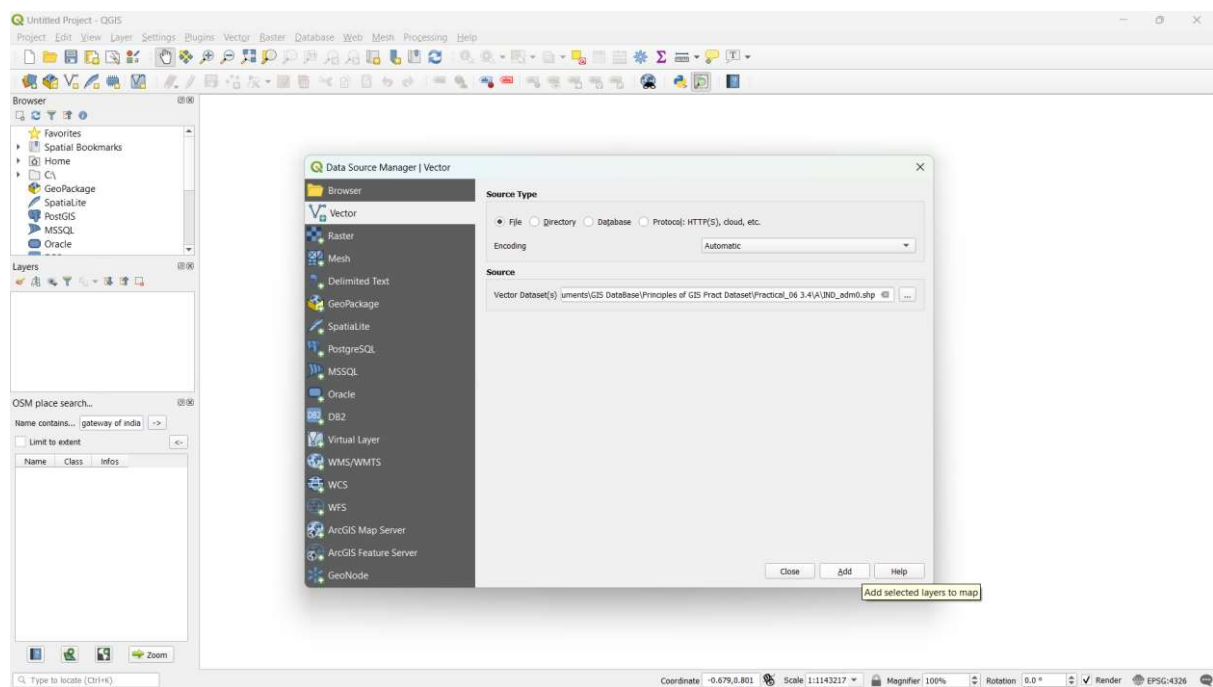 Untitled Project - QGIS
Project Edit View Layer Settings Plugins Vector Raster Database Web Mesh Processing Help
Browser
Favorites
Spatial Bookmarks
Home
C:\
GeoPackage
SpatiaLite
PostGIS
MSSQL
Oracle
Layers
OSM place search...
Name contains... gateway of india ->
Limit to extent <-
Name Class Infos
Zoom
Data Source Manager | Vector
Browser
Vector
Raster
Mesh
Delimited Text
GeoPackage
SpatiaLite
PostgreSQL
MSSQL
Oracle
DB2
Virtual Layer
WMS/WMTS
WCS
WFS
ArcGIS Map Server
ArcGIS Feature Server
GeoNode
Source Type
File Directory Database Protocol: HTTP(S), cloud, etc.
Encoding Automatic
Source
Vector Dataset(s) uments\GIS DataBase\Principles of GIS Pract Dataset\Practical_06 3.4\A\IND_adm0.shp ...
Close Add Help
Add selected layers to map
Type to locate (Ctrl+K) Coordinate -0.679,0.801 Scale 1:1143217 Magnifier 100% Rotation 0.0 ° Render EPSG:4326